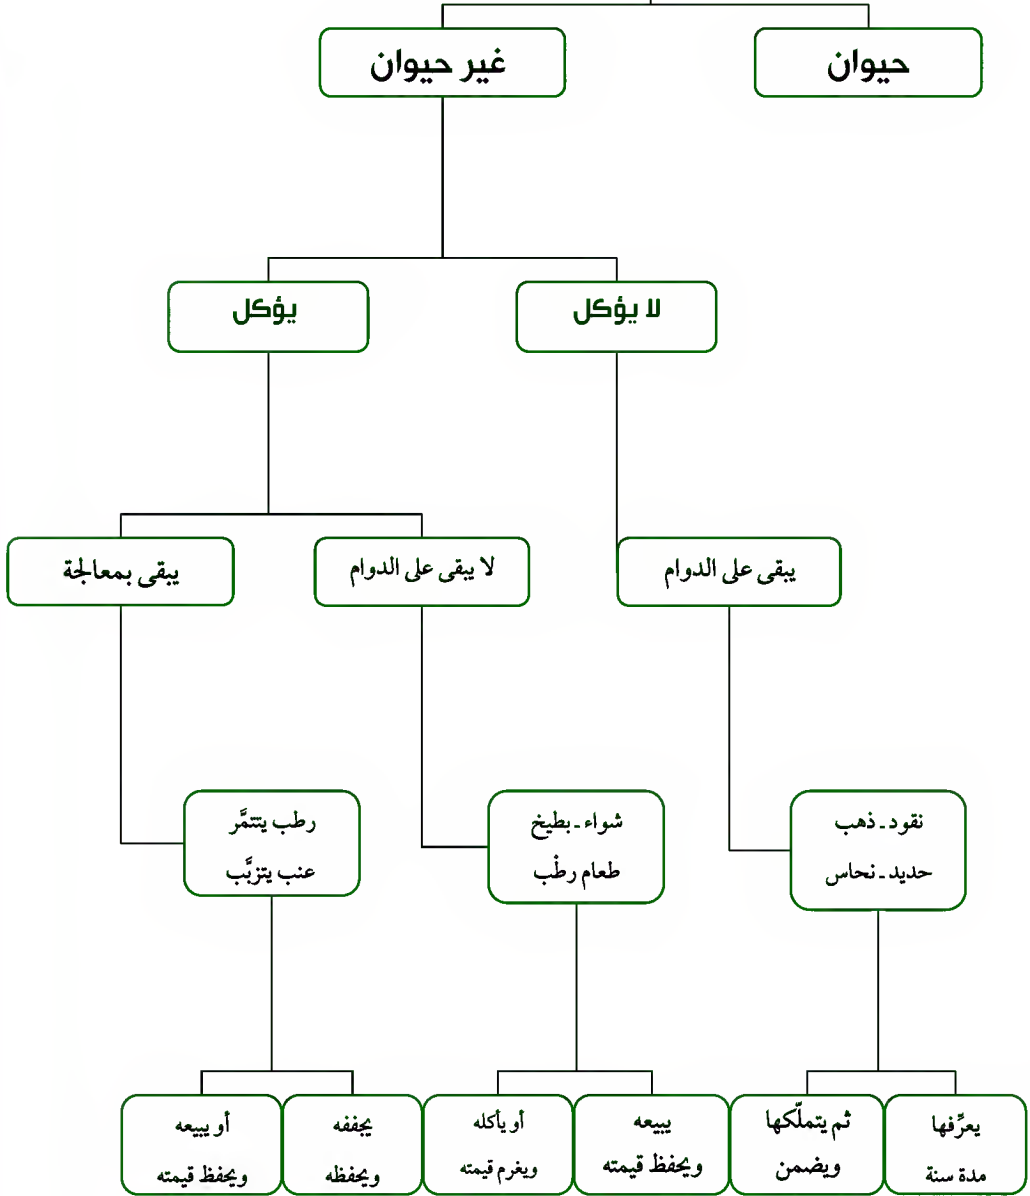 حيوان
غير حيوان
لا يؤكل
يؤكل
يبقى على الدوام
لا يبقى على الدوام
يبقى بمعالجة
نقود - ذهب
حديد - نحاس
شواء - بطيخ
طعام رطْب
رطب يتتمَّر
عنب يتزبَّب
يعرِّفها
مدة سنة
ثم يتملّكها
ويضمن
يبيعه
ويحفظ قيمته
أو يأكله
ويغرم قيمته
يجففه
ويحفظه
أو يبيعه
ويحفظ قيمته